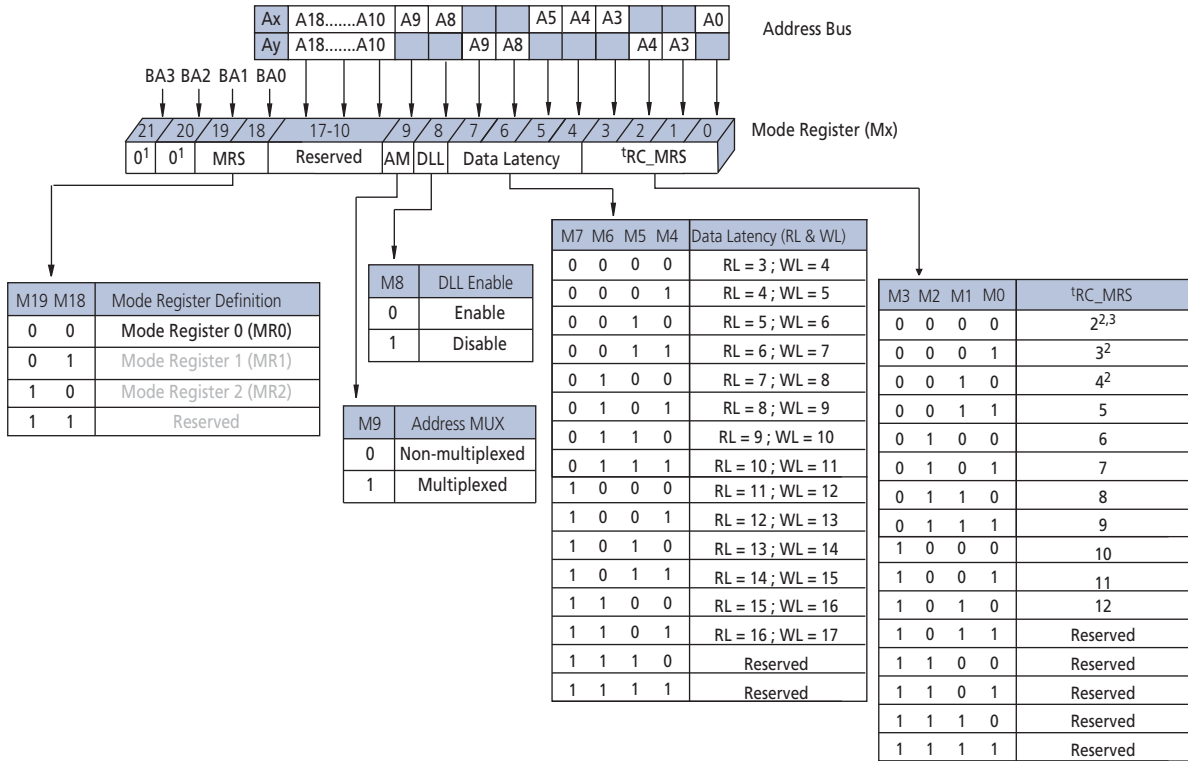 Ax A18.......A10 A9 A8 A5 A4 A3 A0
Ay A18.......A10 A9 A8 A4 A3
Address Bus
BA3 BA2 BA1 BA0
21 20 19 18 17-10 9 8 7 6 5 4 3 2 1 0
Mode Register (Mx)
0¹ 0¹ MRS Reserved AM DLL Data Latency ᵗRC_MRS
M19 M18 Mode Register Definition
0 0 Mode Register 0 (MR0)
0 1 Mode Register 1 (MR1)
1 0 Mode Register 2 (MR2)
1 1 Reserved
M8 DLL Enable
0 Enable
1 Disable
M9 Address MUX
0 Non-multiplexed
1 Multiplexed
M7 M6 M5 M4 Data Latency (RL & WL)
0 0 0 0 RL = 3 ; WL = 4
0 0 0 1 RL = 4 ; WL = 5
0 0 1 0 RL = 5 ; WL = 6
0 0 1 1 RL = 6 ; WL = 7
0 1 0 0 RL = 7 ; WL = 8
0 1 0 1 RL = 8 ; WL = 9
0 1 1 0 RL = 9 ; WL = 10
0 1 1 1 RL = 10 ; WL = 11
1 0 0 0 RL = 11 ; WL = 12
1 0 0 1 RL = 12 ; WL = 13
1 0 1 0 RL = 13 ; WL = 14
1 0 1 1 RL = 14 ; WL = 15
1 1 0 0 RL = 15 ; WL = 16
1 1 0 1 RL = 16 ; WL = 17
1 1 1 0 Reserved
1 1 1 1 Reserved
M3 M2 M1 M0 ᵗRC_MRS
0 0 0 0 2²,³
0 0 0 1 3²
0 0 1 0 4²
0 0 1 1 5
0 1 0 0 6
0 1 0 1 7
0 1 1 0 8
0 1 1 1 9
1 0 0 0 10
1 0 0 1 11
1 0 1 0 12
1 0 1 1 Reserved
1 1 0 0 Reserved
1 1 0 1 Reserved
1 1 1 0 Reserved
1 1 1 1 Reserved